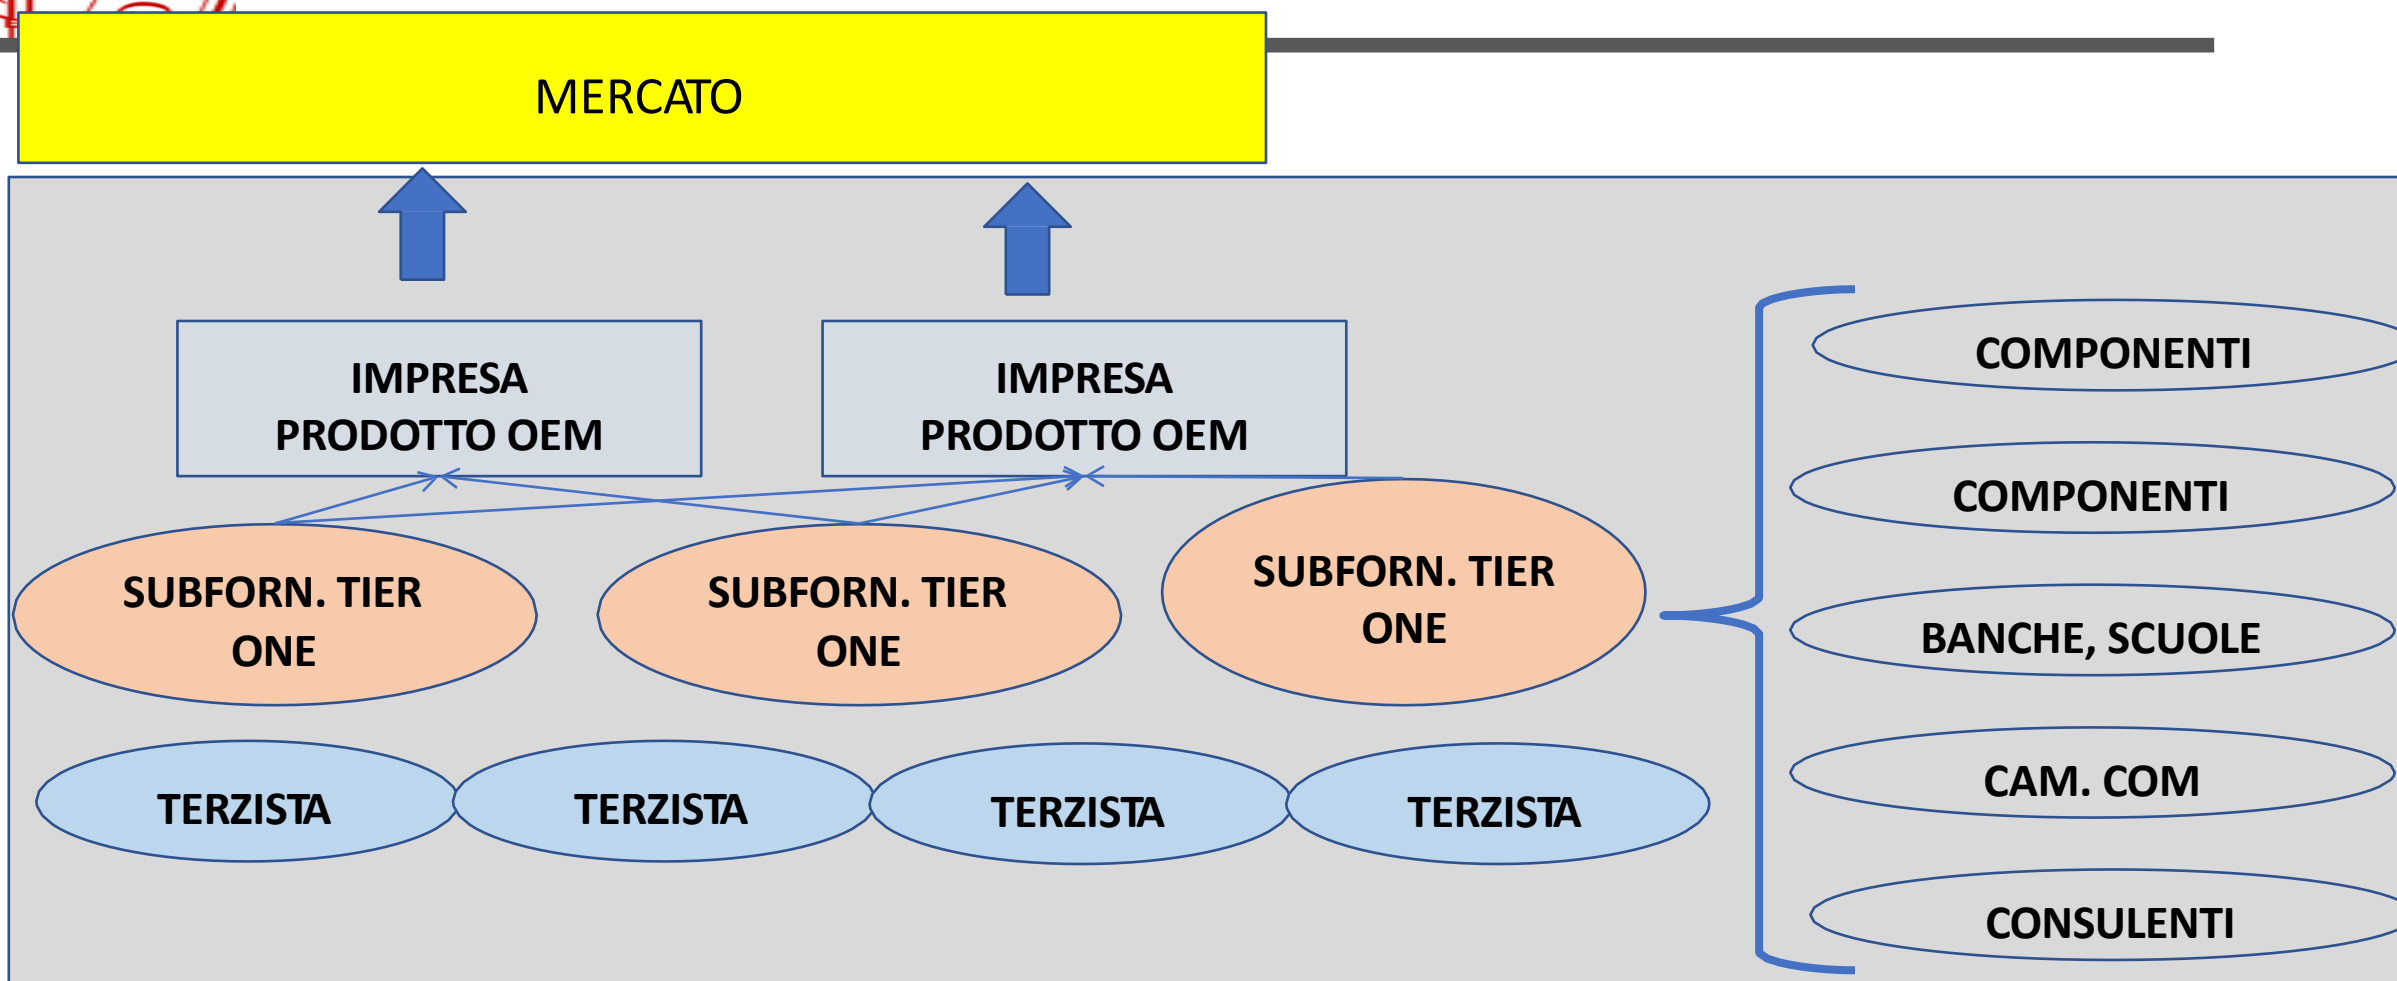 MERCATO
IMPRESA
PRODOTTO OEM
IMPRESA
PRODOTTO OEM
SUBFORN. TIER
ONE
SUBFORN. TIER
ONE
SUBFORN. TIER
ONE
TERZISTA
TERZISTA
TERZISTA
TERZISTA
COMPONENTI
COMPONENTI
BANCHE, SCUOLE
CAM. COM
CONSULENTI